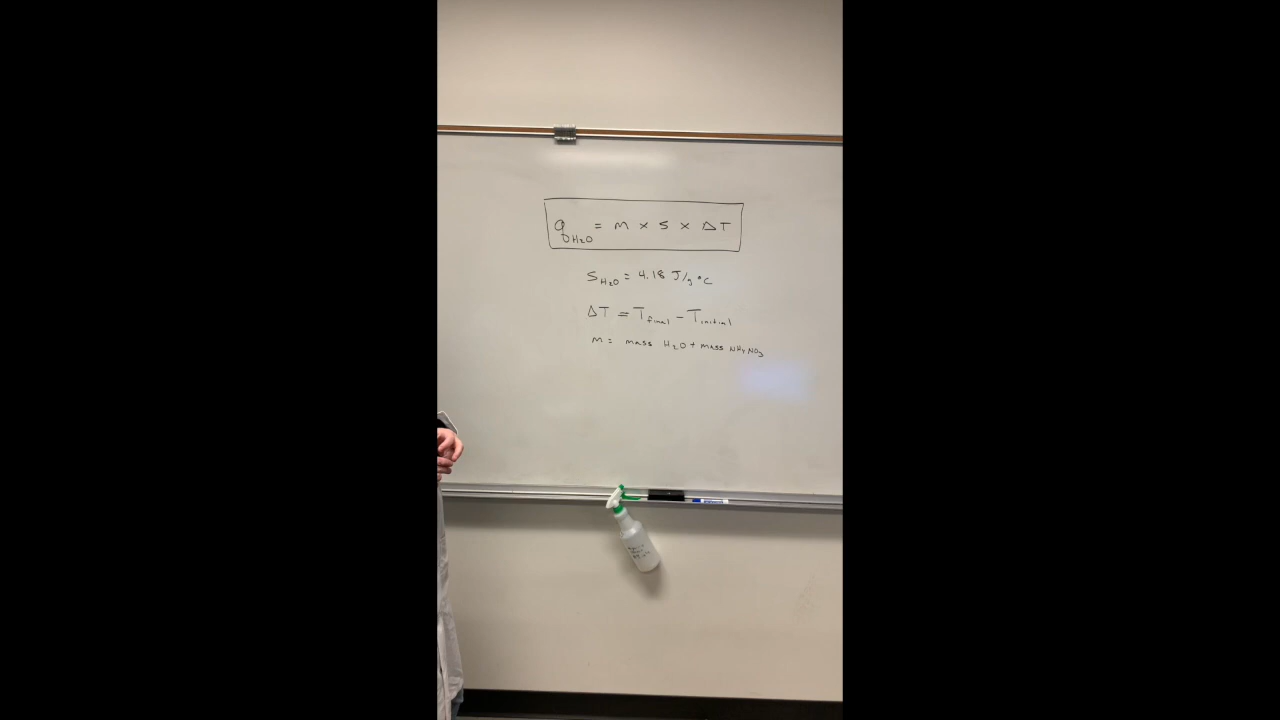 q H₂O = m × s × ΔT
S H₂O = 4.18 J/g °C
ΔT = T final - T initial
m = mass H₂O + mass NH₄NO₃